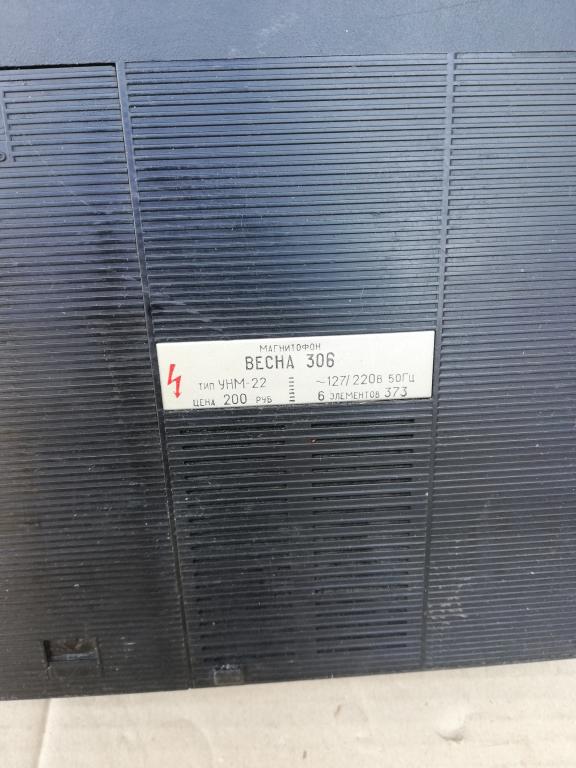 МАГНИТОФОН
ВЕСНА 306
ТИП УНМ-22 ~127/220В 50ГЦ
ЦЕНА 200 РУБ 6 ЭЛЕМЕНТОВ 373